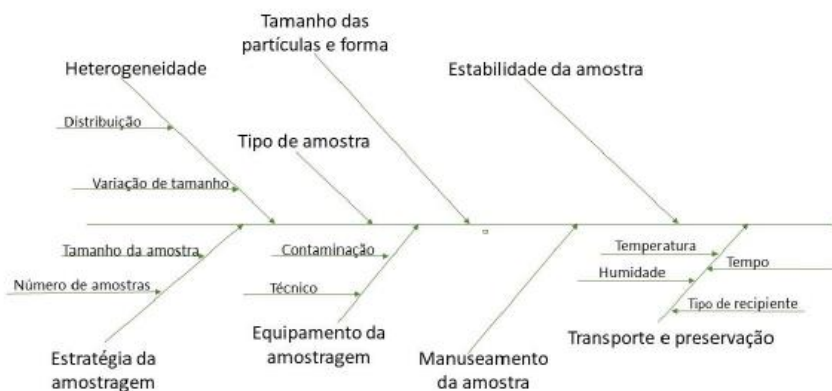 Tamanho das
partículas e forma
Heterogeneidade
Estabilidade da amostra
Distribuição
Tipo de amostra
Variação de tamanho
Tamanho da amostra
Número de amostras
Contaminação
Técnico
Temperatura
Tempo
Humidade
Tipo de recipiente
Estratégia da
amostragem
Equipamento da
amostragem
Manuseamento
da amostra
Transporte e preservação